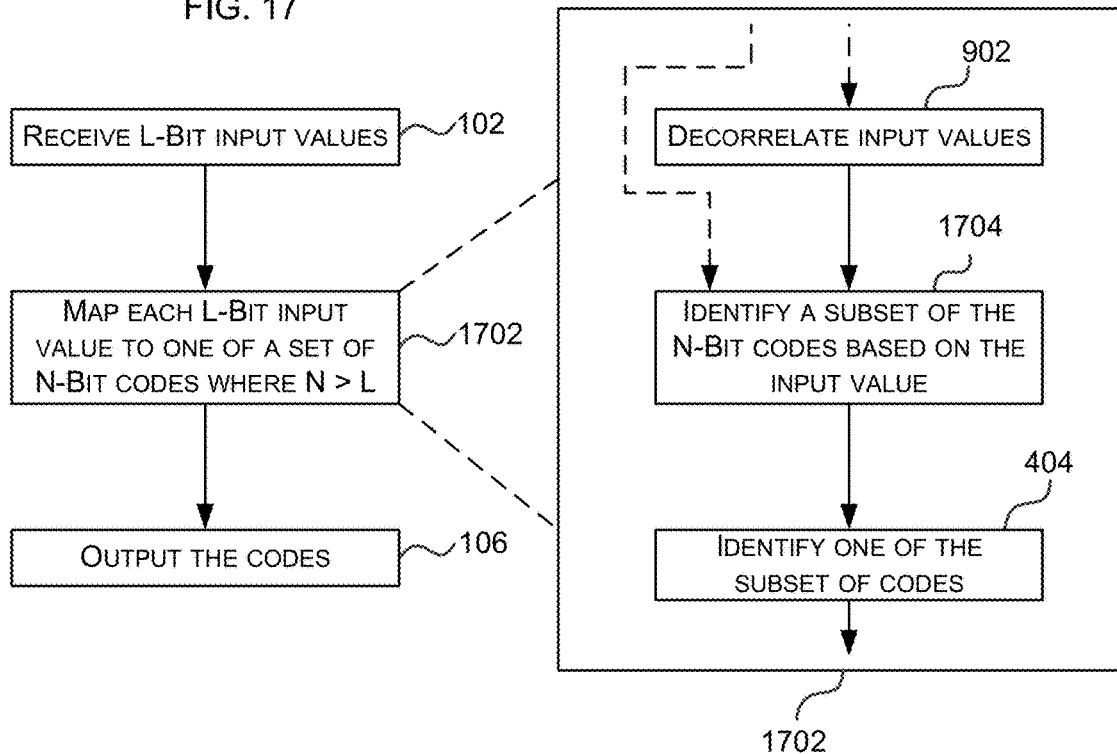 FIG. 17
RECEIVE L-BIT INPUT VALUES
102
MAP EACH L-BIT INPUT
VALUE TO ONE OF A SET OF
N-BIT CODES WHERE N > L
1702
OUTPUT THE CODES
106
902
DECORRELATE INPUT VALUES
1704
IDENTIFY A SUBSET OF THE
N-BIT CODES BASED ON THE
INPUT VALUE
404
IDENTIFY ONE OF THE
SUBSET OF CODES
1702